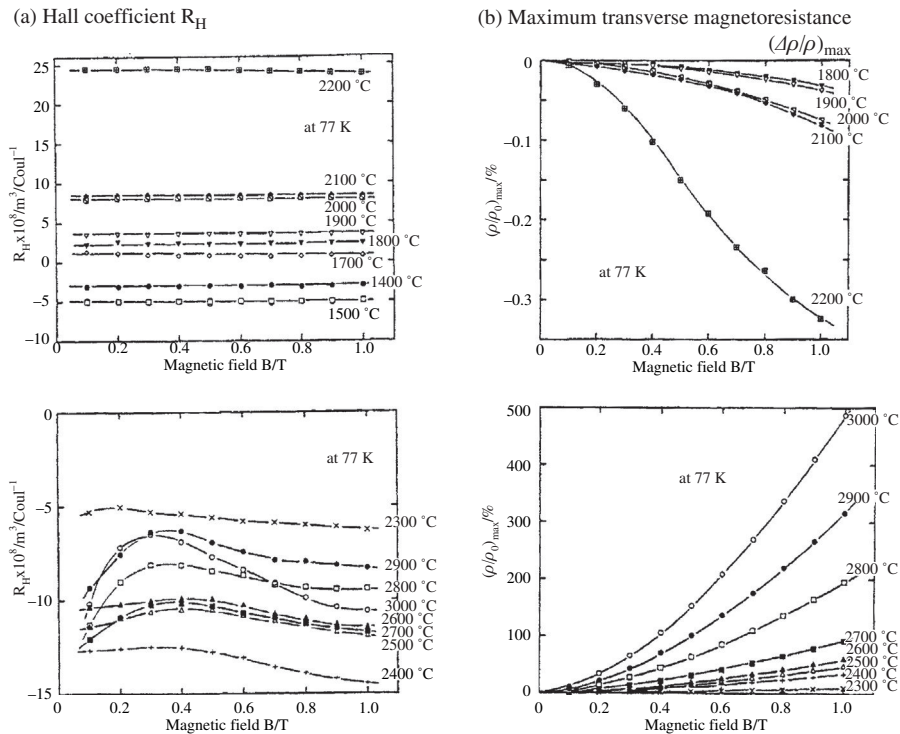 (a) Hall coefficient R_H
(b) Maximum transverse magnetoresistance
(Δρ/ρ)max
25
20
15
10
5
0
−5
−10
R_H x10⁸/m³/Coul⁻¹
2200 °C
at 77 K
2100 °C
2000 °C
1900 °C
1800 °C
1700 °C
1400 °C
1500 °C
0
0.2
0.4
0.6
0.8
1.0
Magnetic field B/T
0
−0.1
−0.2
−0.3
(ρ/ρ₀)max/%
1800 °C
1900 °C
2000 °C
2100 °C
at 77 K
2200 °C
0
0.2
0.4
0.6
0.8
1.0
Magnetic field B/T
0
−5
−10
−15
R_H x10⁸/m³/Coul⁻¹
at 77 K
2300 °C
2900 °C
2800 °C
3000 °C
2600 °C
2700 °C
2500 °C
2400 °C
0
0.2
0.4
0.6
0.8
1.0
Magnetic field B/T
500
400
300
200
100
0
(ρ/ρ₀)max/%
at 77 K
3000 °C
2900 °C
2800 °C
2700 °C
2600 °C
2500 °C
2400 °C
2300 °C
0
0.2
0.4
0.6
0.8
1.0
Magnetic field B/T